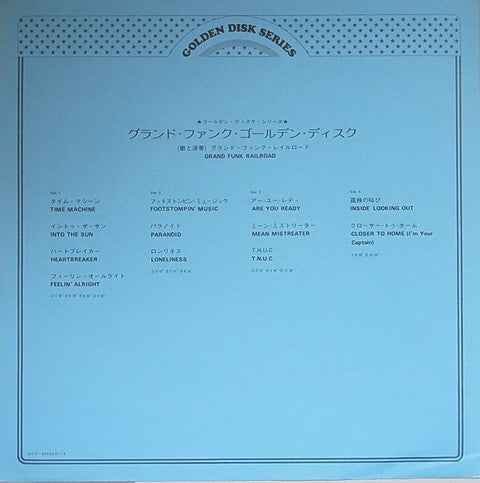 GOLDEN DISK SERIES
★ゴールデン・ディスク・シリーズ★
グランド・ファンク・ゴールデン・ディスク
(歌と演奏) グランド・ファンク・レイルロード
GRAND FUNK RAILROAD
Side 1
タイム・マシーン
TIME MACHINE
イントゥ・ザ・サン
INTO THE SUN
ハートブレイカー
HEARTBREAKER
フィーリン・オールライト
FEELIN' ALRIGHT
Side 2
フットストンピン・ミュージック
FOOTSTOMPIN' MUSIC
パラノイド
PARANOID
ロンリネス
LONELINESS
Side 3
アー・ユー・レディ
ARE YOU READY
ミーン・ミストリーター
MEAN MISTREATER
T.N.U.C
T.N.U.C
Side 4
孤独の叫び
INSIDE LOOKING OUT
クローサー・トゥ・ホーム
CLOSER TO HOME (I'm Your
Captain)